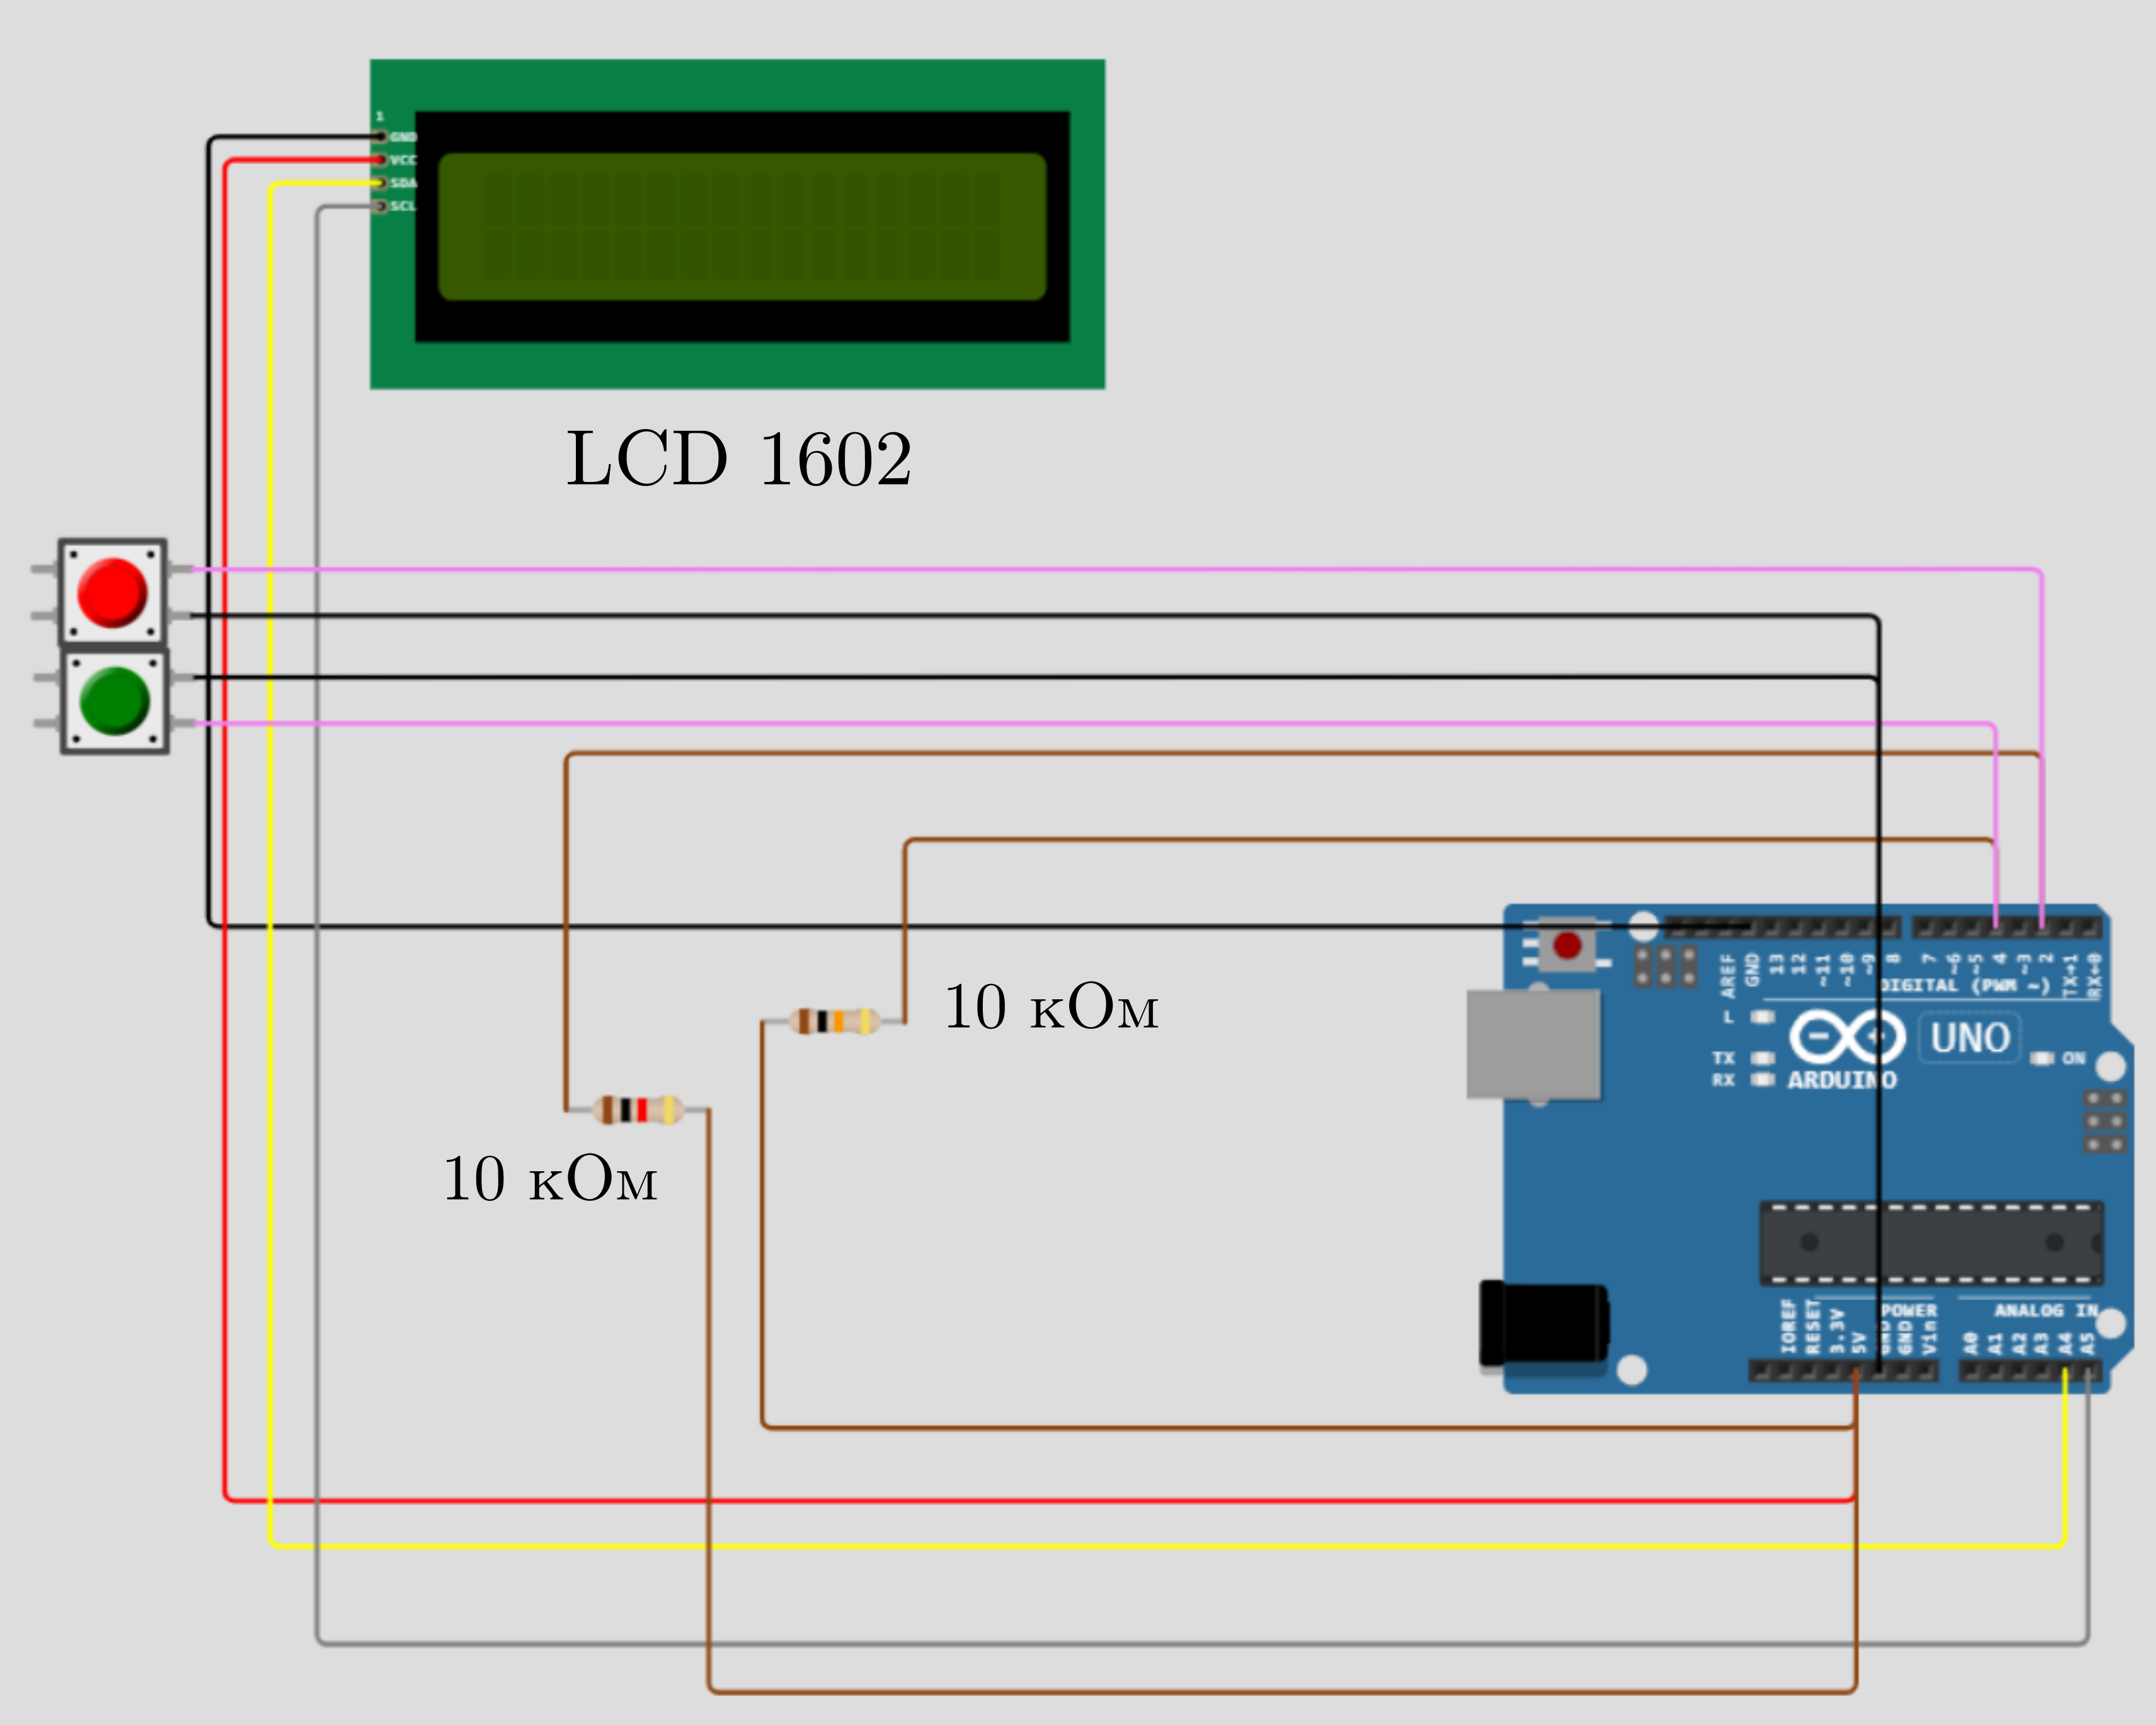 1
GND
VCC
SDA
SCL
LCD 1602
10 кОм
10 кОм
AREF
GND
13
12
~11
~10
~9
8
7
~6
~5
4
~3
2
TX→1
RX←0
DIGITAL (PWM ~)
L
TX
RX
UNO
ON
ARDUINO
IOREF
RESET
3.3V
5V
GND
GND
Vin
POWER
ANALOG IN
A0
A1
A2
A3
A4
A5